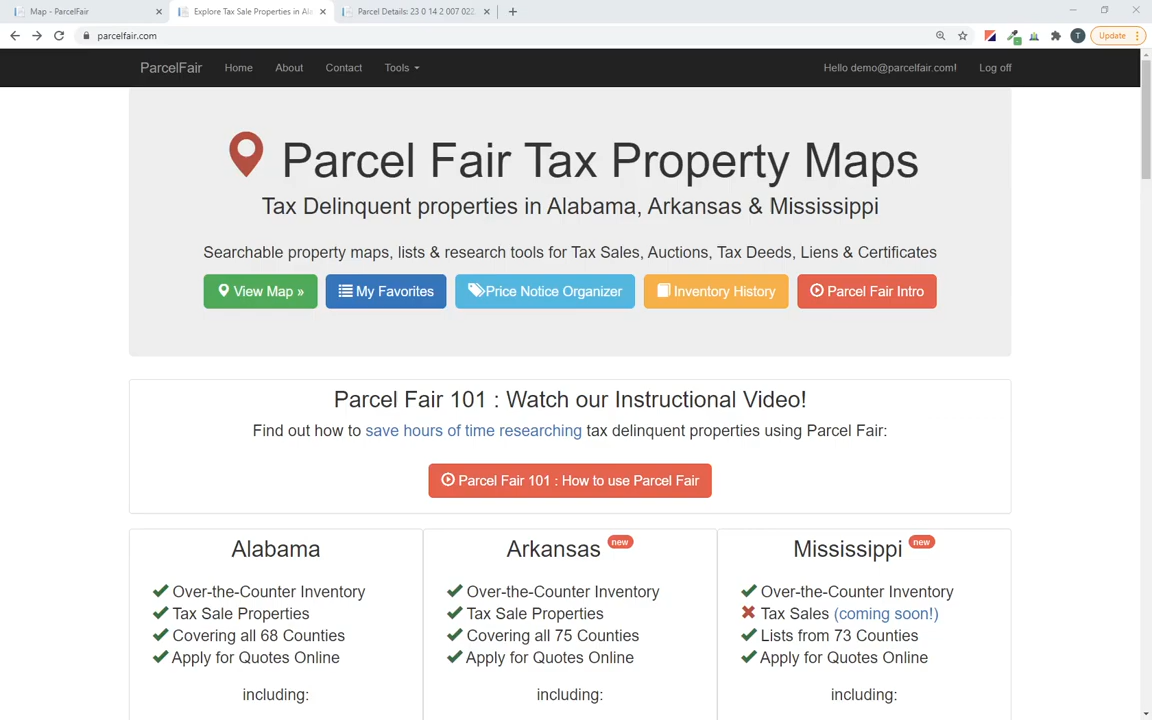 Map - ParcelFair
Explore Tax Sale Properties in Ala
Parcel Details: 23 0 14 2 007 022
parcelfair.com
T
Update
ParcelFair Home About Contact Tools Hello demo@parcelfair.com! Log off
Parcel Fair Tax Property Maps
Tax Delinquent properties in Alabama, Arkansas & Mississippi
Searchable property maps, lists & research tools for Tax Sales, Auctions, Tax Deeds, Liens & Certificates
View Map » My Favorites Price Notice Organizer Inventory History Parcel Fair Intro
Parcel Fair 101 : Watch our Instructional Video!
Find out how to save hours of time researching tax delinquent properties using Parcel Fair:
Parcel Fair 101 : How to use Parcel Fair
Alabama
Over-the-Counter Inventory
Tax Sale Properties
Covering all 68 Counties
Apply for Quotes Online
including:
Arkansas new
Over-the-Counter Inventory
Tax Sale Properties
Covering all 75 Counties
Apply for Quotes Online
including:
Mississippi new
Over-the-Counter Inventory
Tax Sales (coming soon!)
Lists from 73 Counties
Apply for Quotes Online
including: